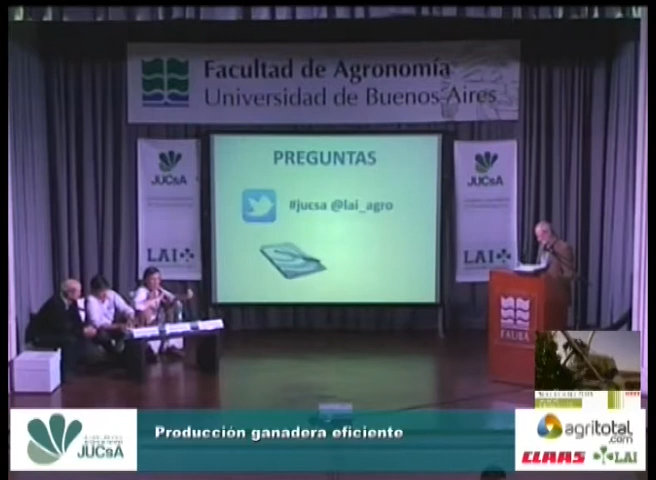 Facultad de Agronomía
Universidad de Buenos Aires
JUCsA
LAI
PREGUNTAS
#jucsa @lai_agro
JUCsA
LAI
FAUBA
JUCsA
Producción ganadera eficiente
agritotal
.com
CLAAS
LAI